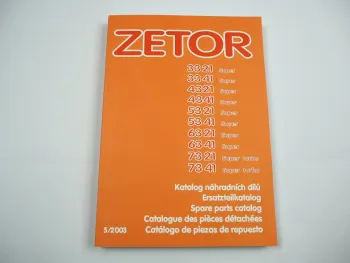 ZETOR
3321 Super
3341 Super
4321 Super
4341 Super
5321 Super
5341 Super
6321 Super
6341 Super
7321 Super turbo
7341 Super turbo
Katalog náhradních dílů
Ersatzteilkatalog
Spare parts catalog
Catalogue des pièces détachées
Catálogo de piezas de repuesto
5/2003